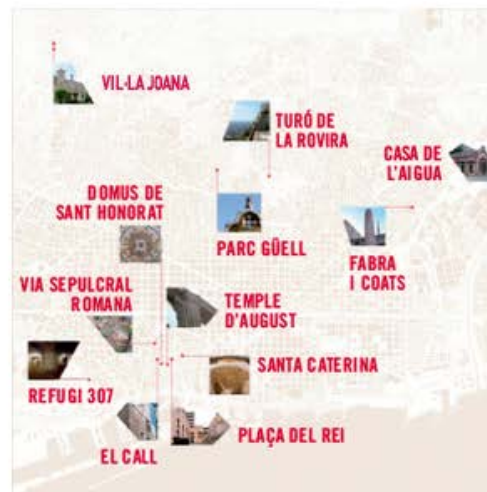 VIL·LA JOANA
TURÓ DE
LA ROVIRA
CASA DE
L'AIGUA
DOMUS DE
SANT HONORAT
PARC GÜELL
FABRA
I COATS
VIA SEPULCRAL
ROMANA
TEMPLE
D'AUGUST
SANTA CATERINA
REFUGI 307
PLAÇA DEL REI
EL CALL